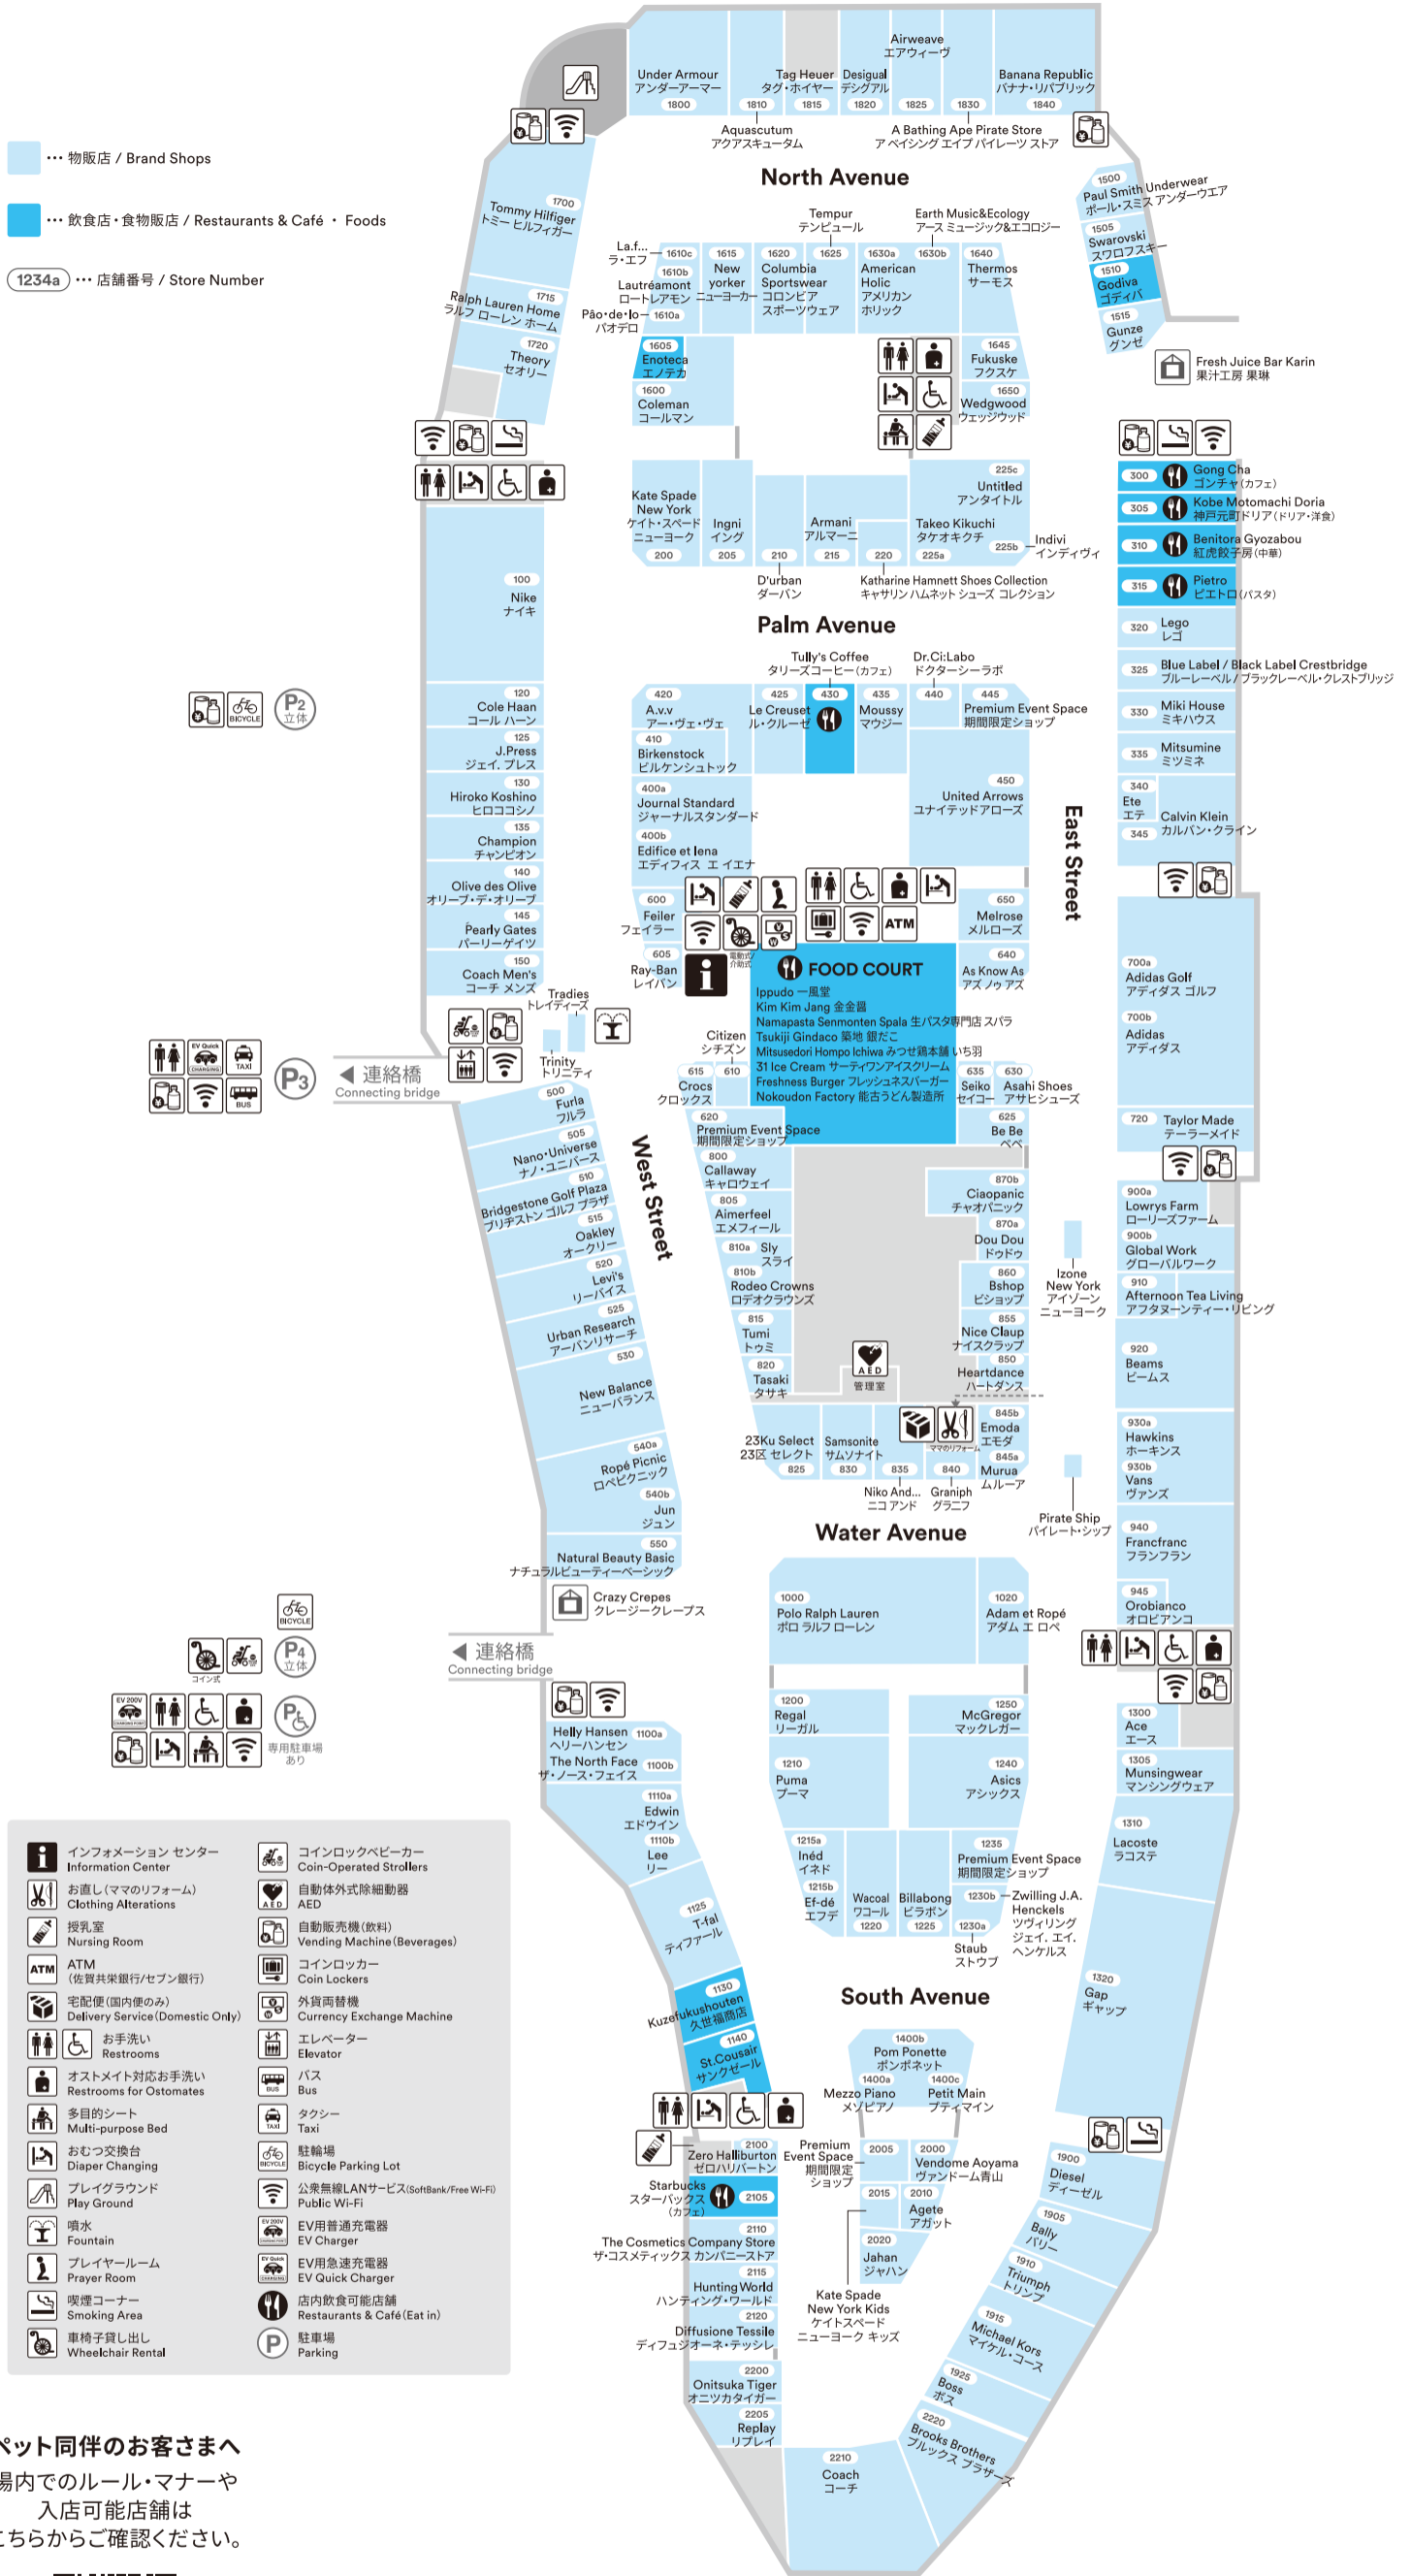 … 物販店 / Brand Shops
… 飲食店・食物販店 / Restaurants & Café ・ Foods
1234a … 店舗番号 / Store Number
Under Armour
アンダーアーマー
1800
1810
Aquascutum
アクアスキュータム
Tag Heuer
タグ・ホイヤー
1815
Desigual
デシグアル
1820
Airweave
エアウィーヴ
1825
1830
A Bathing Ape Pirate Store
ア ベイシング エイプ パイレーツ ストア
Banana Republic
バナナ・リパブリック
1840
North Avenue
1500
Paul Smith Underwear
ポール・スミス アンダーウエア
1505
Swarovski
スワロフスキー
1510
Godiva
ゴディバ
1515
Gunze
グンゼ
Fresh Juice Bar Karin
果汁工房 果琳
1700
Tommy Hilfiger
トミー ヒルフィガー
1715
Ralph Lauren Home
ラルフ ローレン ホーム
1720
Theory
セオリー
La.f...
ラ・エフ
1610c
1610b
Lautréamont
ロートレアモン
Pão・de・lo
パオデロ
1610a
1615
New
yorker
ニューヨーカー
1620
Columbia
Sportswear
コロンビア
スポーツウェア
Tempur
テンピュール
1625
1630a
American
Holic
アメリカン
ホリック
Earth Music&Ecology
アース ミュージック&エコロジー
1630b
1640
Thermos
サーモス
1605
Enoteca
エノテカ
1600
Coleman
コールマン
1645
Fukuske
フクスケ
1650
Wedgwood
ウェッジウッド
Kate Spade
New York
ケイト・スペード
ニューヨーク
200
Ingni
イング
205
210
D'urban
ダーバン
Armani
アルマーニ
215
220
Katharine Hamnett Shoes Collection
キャサリン ハムネット シューズ コレクション
225c
Untitled
アンタイトル
Takeo Kikuchi
タケオキクチ
225a
225b
Indivi
インディヴィ
300
Gong Cha
ゴンチャ(カフェ)
305
Kobe Motomachi Doria
神戸元町ドリア(ドリア・洋食)
310
Benitora Gyozabou
紅虎餃子房(中華)
315
Pietro
ピエトロ(パスタ)
320
Lego
レゴ
325
Blue Label / Black Label Crestbridge
ブルーレーベル / ブラックレーベル・クレストブリッジ
330
Miki House
ミキハウス
335
Mitsumine
ミツミネ
340
Ete
エテ
345
Calvin Klein
カルバン・クライン
Palm Avenue
100
Nike
ナイキ
120
Cole Haan
コール ハーン
125
J.Press
ジェイ. プレス
130
Hiroko Koshino
ヒロココシノ
135
Champion
チャンピオン
140
Olive des Olive
オリーブ・デ・オリーブ
145
Pearly Gates
パーリーゲイツ
150
Coach Men's
コーチ メンズ
BICYCLE
P2
立体
420
A.v.v
アー・ヴェ・ヴェ
410
Birkenstock
ビルケンシュトック
400a
Journal Standard
ジャーナルスタンダード
400b
Edifice et Iena
エディフィス エ イエナ
425
Le Creuset
ル・クルーゼ
Tully's Coffee
タリーズコーヒー(カフェ)
430
435
Moussy
マウジー
Dr.Ci:Labo
ドクターシーラボ
440
445
Premium Event Space
期間限定ショップ
450
United Arrows
ユナイテッドアローズ
East Street
600
Feiler
フェイラー
605
Ray-Ban
レイバン
電動式/
介助式
ATM
650
Melrose
メルローズ
640
As Know As
アズ ノゥ アズ
FOOD COURT
Ippudo 一風堂
Kim Kim Jang 金金醤
Namapasta Senmonten Spala 生パスタ専門店 スパラ
Tsukiji Gindaco 築地 銀だこ
Mitsusedori Hompo Ichiwa みつせ鶏本舗 いち羽
31 Ice Cream サーティワンアイスクリーム
Freshness Burger フレッシュネスバーガー
Nokoudon Factory 能古うどん製造所
Citizen
シチズン
615
Crocs
クロックス
610
620
Premium Event Space
期間限定ショップ
635
Seiko
セイコー
630
Asahi Shoes
アサヒシューズ
625
Be Be
べべ
700a
Adidas Golf
アディダス ゴルフ
700b
Adidas
アディダス
720
Taylor Made
テーラーメイド
Tradies
トレイディーズ
Trinity
トリニティ
EV Quick
CHARGING
TAXI
BUS
P3
◀ 連絡橋
Connecting bridge
500
Furla
フルラ
505
Nano・Universe
ナノ・ユニバース
510
Bridgestone Golf Plaza
ブリヂストン ゴルフ プラザ
515
Oakley
オークリー
520
Levi's
リーバイス
525
Urban Research
アーバンリサーチ
530
New Balance
ニューバランス
540a
Ropé Picnic
ロペピクニック
540b
Jun
ジュン
550
Natural Beauty Basic
ナチュラルビューティーベーシック
Crazy Crepes
クレージークレープス
West Street
800
Callaway
キャロウェイ
805
Aimerfeel
エメフィール
810a
Sly
スライ
810b
Rodeo Crowns
ロデオクラウンズ
815
Tumi
トゥミ
820
Tasaki
タサキ
AED
管理室
870b
Ciaopanic
チャオパニック
870a
Dou Dou
ドゥドゥ
860
Bshop
ビショップ
855
Nice Claup
ナイスクラップ
850
Heartdance
ハートダンス
Izone
New York
アイゾーン
ニューヨーク
900a
Lowrys Farm
ローリーズファーム
900b
Global Work
グローバルワーク
910
Afternoon Tea Living
アフタヌーンティー・リビング
920
Beams
ビームス
930a
Hawkins
ホーキンス
930b
Vans
ヴァンズ
940
Francfranc
フランフラン
945
Orobianco
オロビアンコ
23Ku Select
23区 セレクト
825
Samsonite
サムソナイト
830
835
Niko And...
ニコ アンド
ママのリフォーム
840
Graniph
グラニフ
845b
Emoda
エモダ
845a
Murua
ムルーア
Pirate Ship
パイレート・シップ
Water Avenue
BICYCLE
コイン式
P4
立体
◀ 連絡橋
Connecting bridge
EV 200V
CHARGING POINT
P
専用駐車場
あり
1000
Polo Ralph Lauren
ポロ ラルフ ローレン
1020
Adam et Ropé
アダム エ ロペ
1200
Regal
リーガル
1250
McGregor
マックレガー
1210
Puma
プーマ
1240
Asics
アシックス
1215a
Inéd
イネド
1215b
Ef-dé
エフデ
Wacoal
ワコール
1220
Billabong
ビラボン
1225
1235
Premium Event Space
期間限定ショップ
1230b
Zwilling J.A.
Henckels
ツヴィリング
ジェイ. エイ.
ヘンケルス
1230a
Staub
ストウブ
1300
Ace
エース
1305
Munsingwear
マンシングウェア
1310
Lacoste
ラコステ
1320
Gap
ギャップ
Helly Hansen
ヘリーハンセン
1100a
The North Face
ザ・ノース・フェイス
1100b
1110a
Edwin
エドウイン
1110b
Lee
リー
1125
T-fal
ティファール
1130
Kuzefukushouten
久世福商店
1140
St.Cousair
サンクゼール
South Avenue
1400b
Pom Ponette
ポンポネット
1400a
Mezzo Piano
メゾピアノ
1400c
Petit Main
プティマイン
Premium
Event Space
期間限定
ショップ
2005
2000
Vendome Aoyama
ヴァンドーム青山
2015
2010
Agete
アガット
2020
Jahan
ジャハン
Kate Spade
New York Kids
ケイトスペード
ニューヨーク キッズ
2100
Zero Halliburton
ゼロハリバートン
Starbucks
スターバックス
(カフェ)
2105
2110
The Cosmetics Company Store
ザ・コスメティックス カンパニーストア
2115
Hunting World
ハンティング・ワールド
2120
Diffusione Tessile
ディフュジオーネ・テッシレ
2200
Onitsuka Tiger
オニツカタイガー
2205
Replay
リプレイ
2210
Coach
コーチ
1900
Diesel
ディーゼル
1905
Bally
バリー
1910
Triumph
トリンプ
1915
Michael Kors
マイケル・コース
1925
Boss
ボス
2220
Brooks Brothers
ブルックス ブラザーズ
インフォメーション センター
Information Center
お直し(ママのリフォーム)
Clothing Alterations
授乳室
Nursing Room
ATM
ATM
(佐賀共栄銀行/セブン銀行)
宅配便(国内便のみ)
Delivery Service(Domestic Only)
お手洗い
Restrooms
オストメイト対応お手洗い
Restrooms for Ostomates
多目的シート
Multi-purpose Bed
おむつ交換台
Diaper Changing
プレイグラウンド
Play Ground
噴水
Fountain
プレイヤールーム
Prayer Room
喫煙コーナー
Smoking Area
車椅子貸し出し
Wheelchair Rental
コインロックベビーカー
Coin-Operated Strollers
AED
自動体外式除細動器
AED
自動販売機(飲料)
Vending Machine(Beverages)
コインロッカー
Coin Lockers
外貨両替機
Currency Exchange Machine
エレベーター
Elevator
BUS
バス
Bus
TAXI
タクシー
Taxi
BICYCLE
駐輪場
Bicycle Parking Lot
公衆無線LANサービス(SoftBank/Free Wi-Fi)
Public Wi-Fi
EV 200V
CHARGING POINT
EV用普通充電器
EV Charger
EV Quick
CHARGING
EV用急速充電器
EV Quick Charger
店内飲食可能店舗
Restaurants & Café(Eat in)
P
駐車場
Parking
ペット同伴のお客さまへ
場内でのルール・マナーや
入店可能店舗は
こちらからご確認ください。